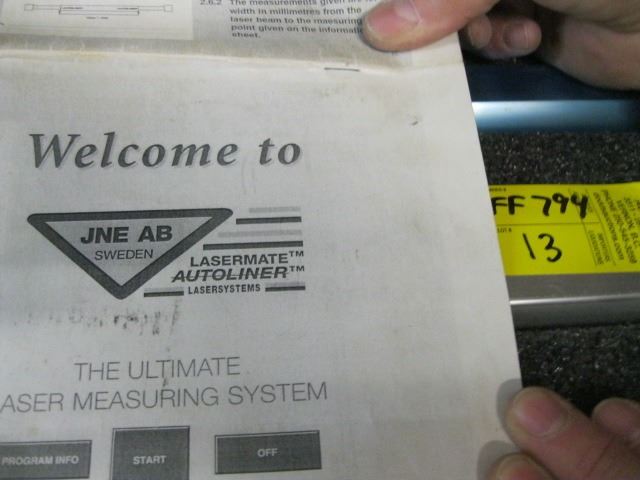 2.6.2 The measurements given are
width in millimetres from the
laser beam to the maesuring
point given on the information
sheet.
Welcome to
JNE AB
SWEDEN
LASERMATE™
AUTOLINER™
LASERSYSTEMS
THE ULTIMATE
ASER MEASURING SYSTEM
PROGRAM INFO
START
OFF
FF 794
13